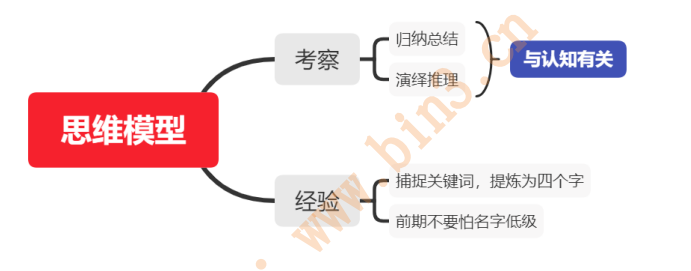 思维模型
考察
归纳总结
演绎推理
与认知有关
经验
捕捉关键词，提炼为四个字
前期不要怕名字低级
www.bin3.cn